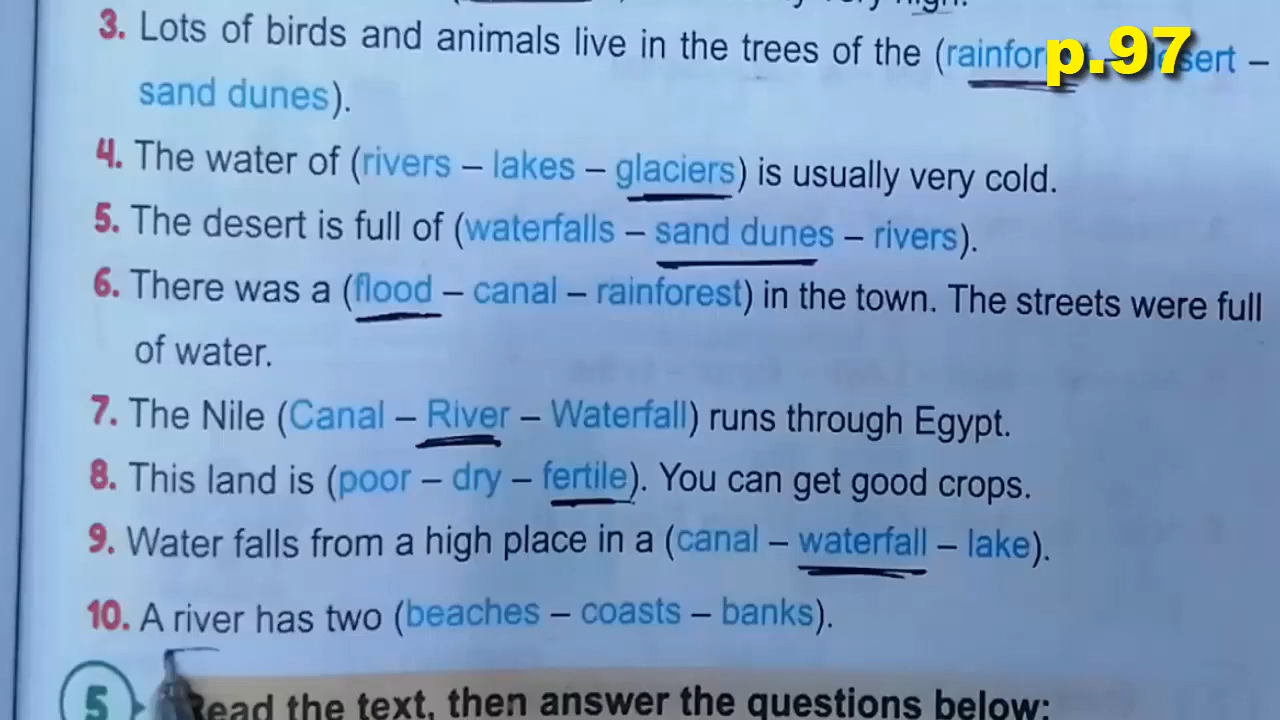 high.
p.97
3. Lots of birds and animals live in the trees of the (rainfor – desert –
sand dunes).
4. The water of (rivers – lakes – glaciers) is usually very cold.
5. The desert is full of (waterfalls – sand dunes – rivers).
6. There was a (flood – canal – rainforest) in the town. The streets were full
of water.
7. The Nile (Canal – River – Waterfall) runs through Egypt.
8. This land is (poor – dry – fertile). You can get good crops.
9. Water falls from a high place in a (canal – waterfall – lake).
10. A river has two (beaches – coasts – banks).
5 Read the text, then answer the questions below: